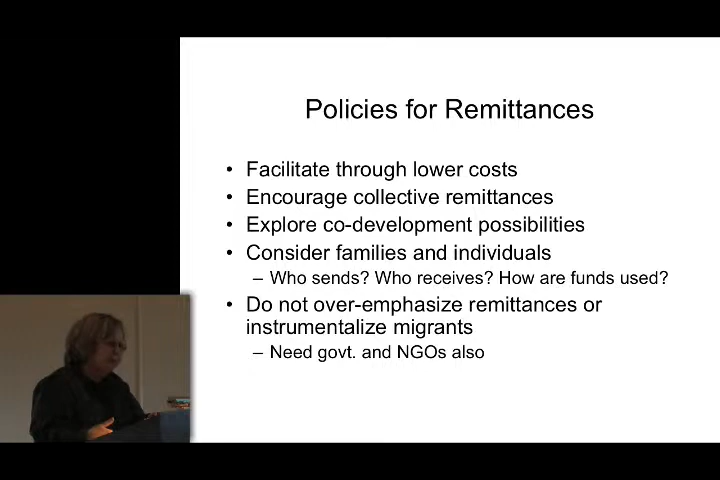 Policies for Remittances
• Facilitate through lower costs
• Encourage collective remittances
• Explore co-development possibilities
• Consider families and individuals
– Who sends? Who receives? How are funds used?
• Do not over-emphasize remittances or
instrumentalize migrants
– Need govt. and NGOs also